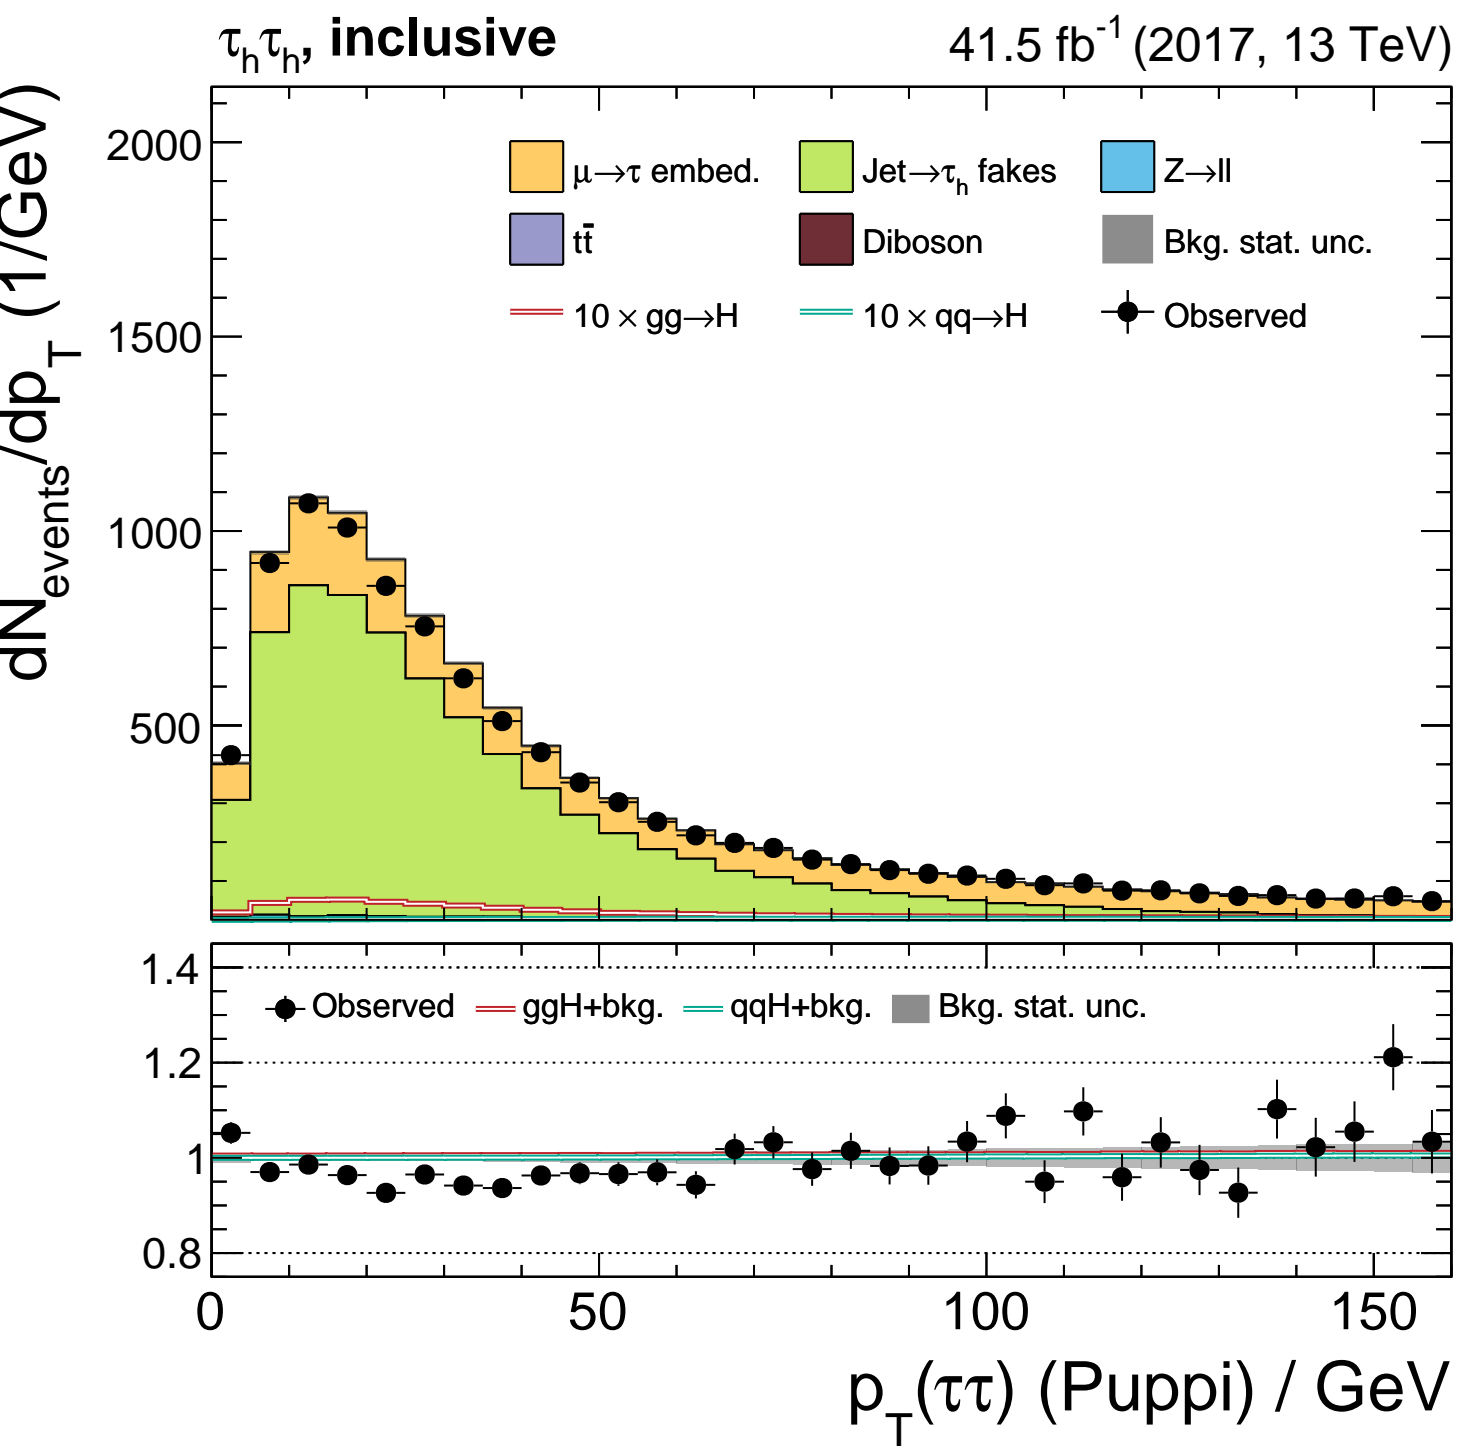 τhτh, inclusive 41.5 fb-1 (2017, 13 TeV)
dNevents/dpT (1/GeV)
2000
1500
1000
500
μ→τ embed. Jet→τh fakes Z→ll
tt̄ Diboson Bkg. stat. unc.
10 × gg→H 10 × qq→H Observed
1.4
1.2
1
0.8
Observed ggH+bkg. qqH+bkg. Bkg. stat. unc.
0 50 100 150
pT(ττ) (Puppi) / GeV